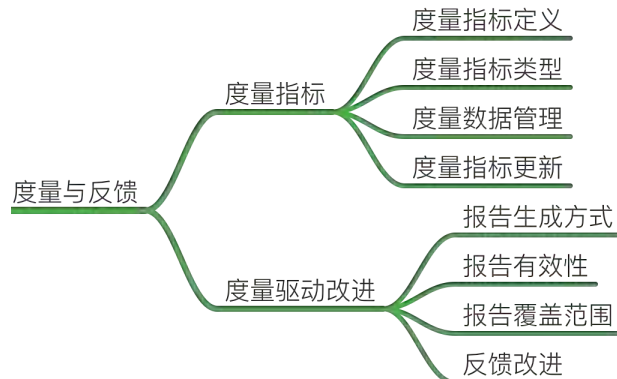 度量与反馈
度量指标
度量指标定义
度量指标类型
度量数据管理
度量指标更新
度量驱动改进
报告生成方式
报告有效性
报告覆盖范围
反馈改进